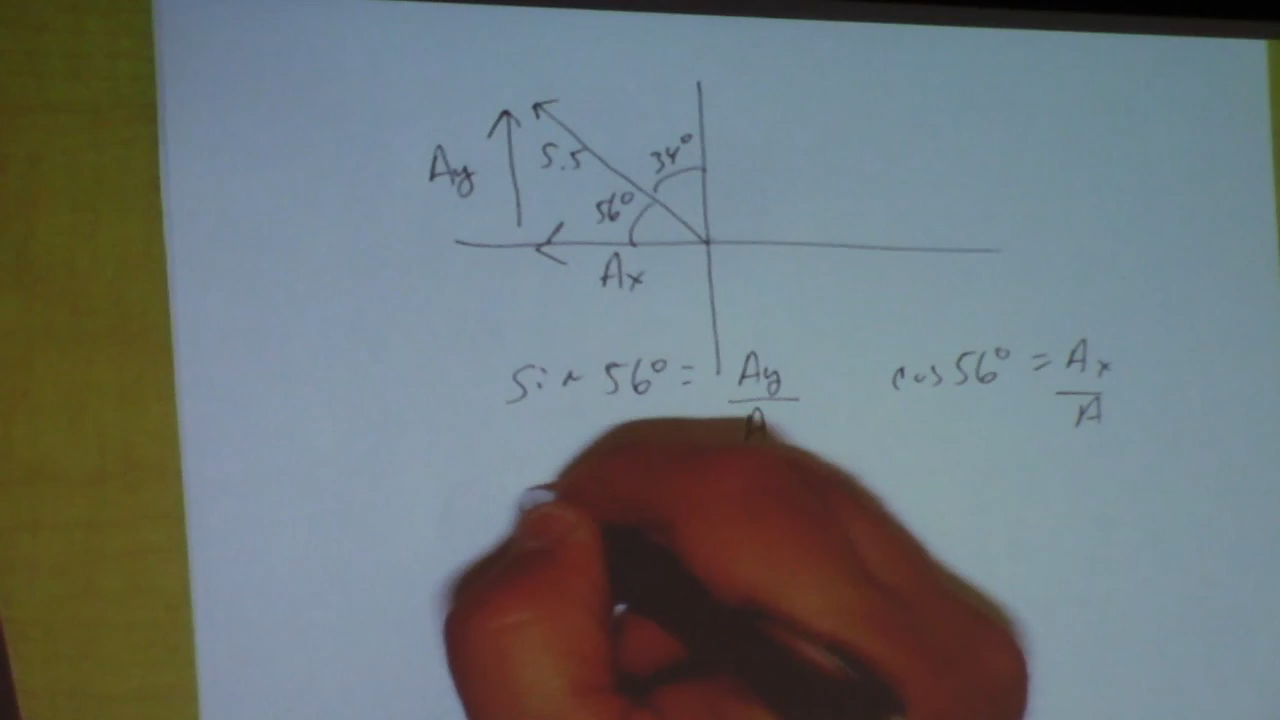 Ay
5.5
34°
56°
Ax
sin 56° = Ay/A
cos 56° = Ax/A